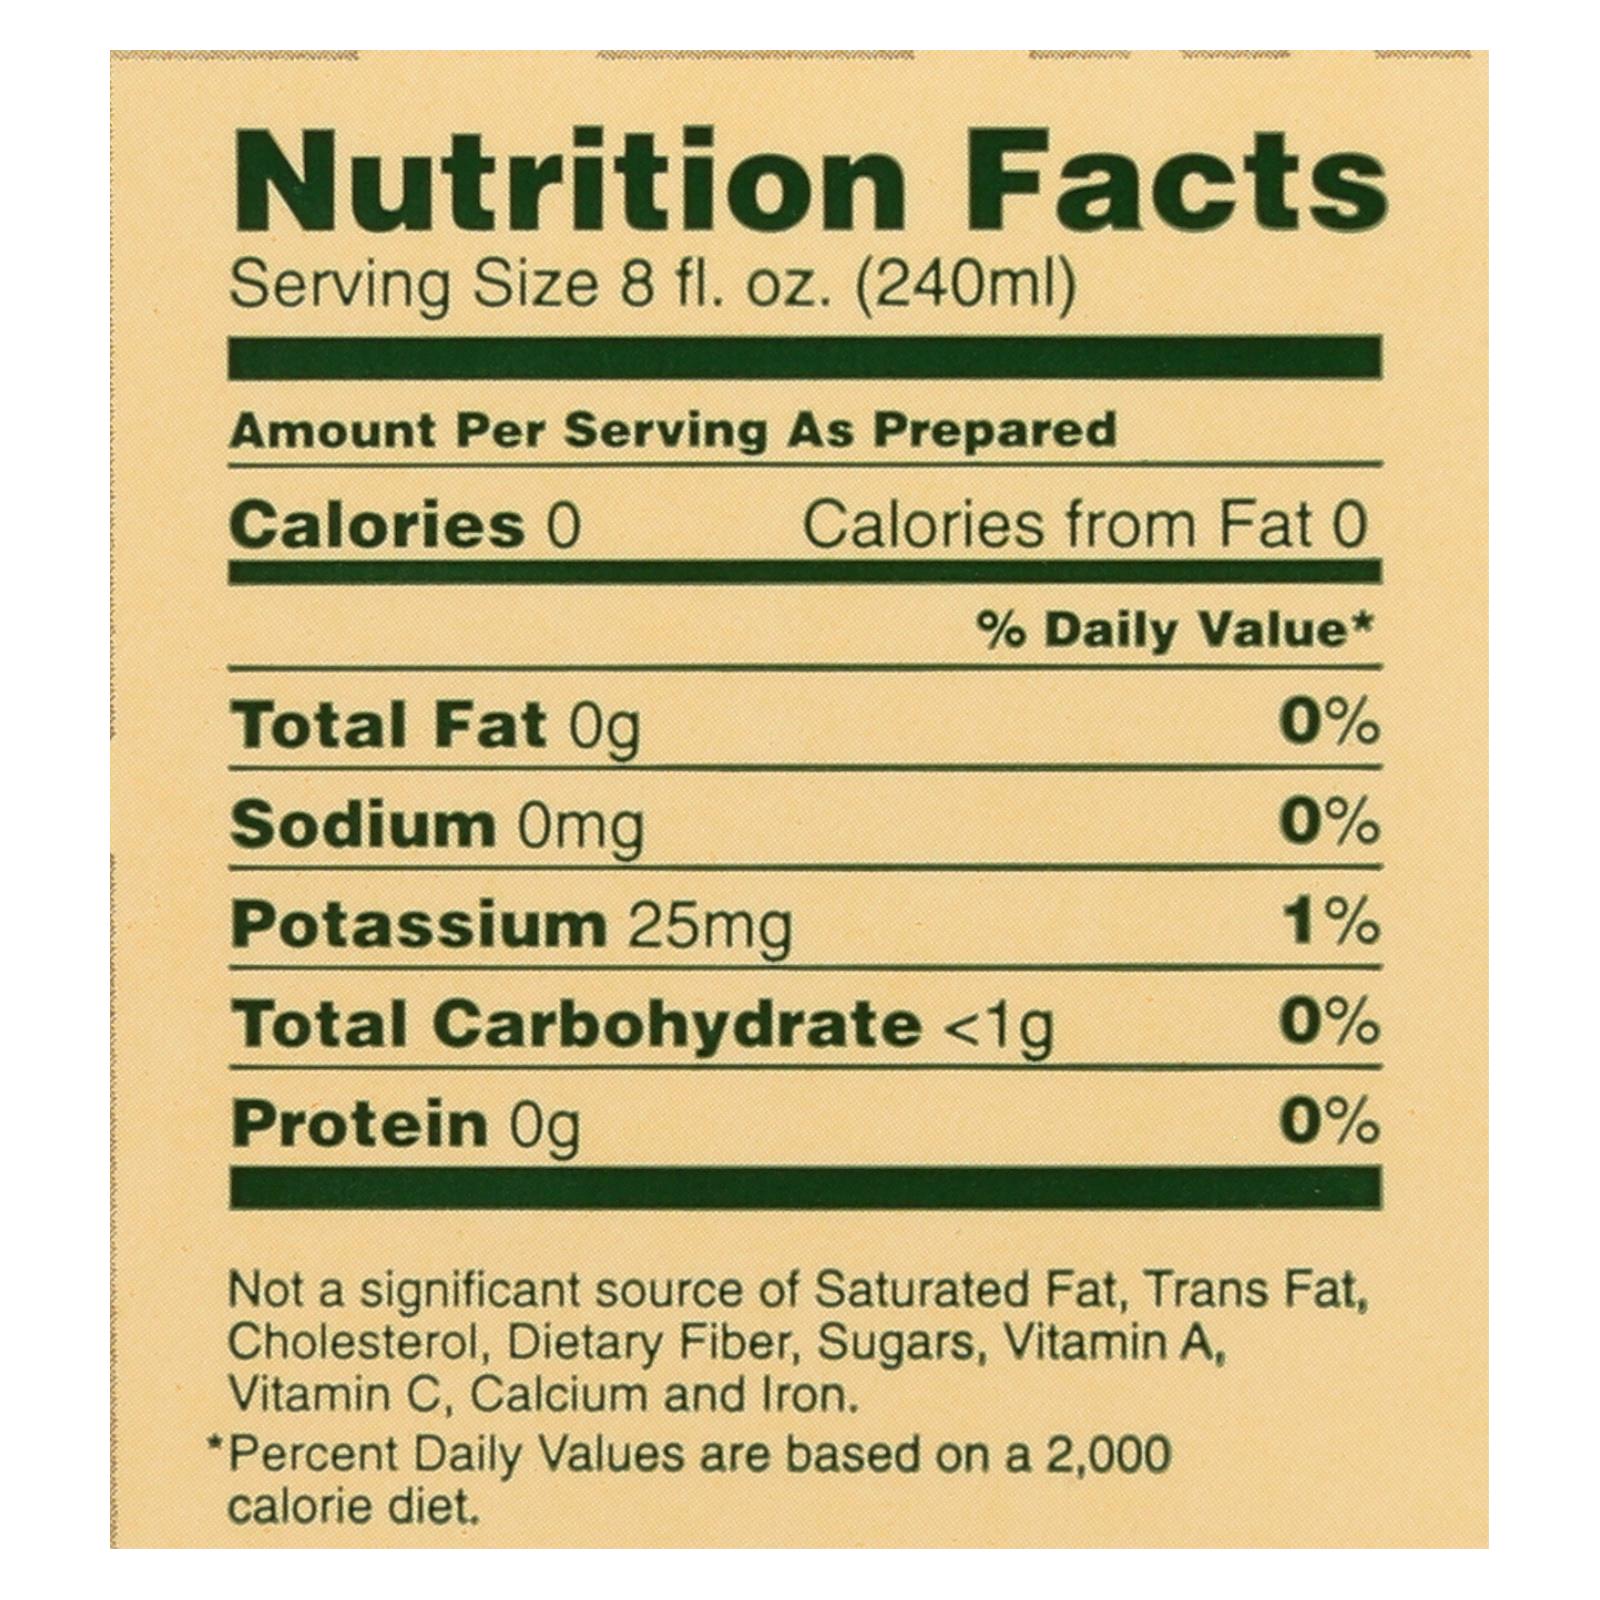 Nutrition Facts
Serving Size 8 fl. oz. (240ml)
Amount Per Serving As Prepared
Calories 0 Calories from Fat 0
% Daily Value*
Total Fat 0g 0%
Sodium 0mg 0%
Potassium 25mg 1%
Total Carbohydrate <1g 0%
Protein 0g 0%
Not a significant source of Saturated Fat, Trans Fat,
Cholesterol, Dietary Fiber, Sugars, Vitamin A,
Vitamin C, Calcium and Iron.
*Percent Daily Values are based on a 2,000
calorie diet.